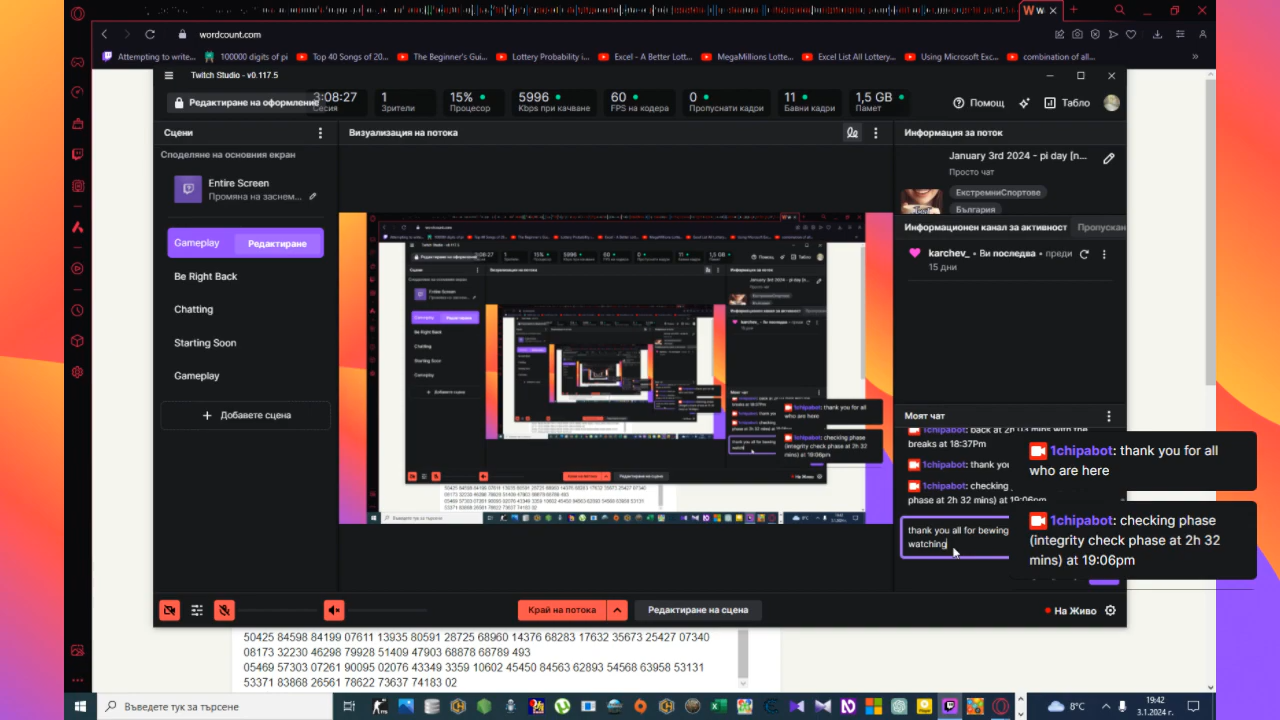 wordcount.com
Attempting to write...
100000 digits of pi
Top 40 Songs of 20...
The Beginner's Gui...
Lottery Probability i...
Excel - A Better Lott...
MegaMillions Lotte...
Excel List All Lottery...
Using Microsoft Exc...
combination of all...
Twitch Studio - v0.117.5
Редактиране на оформление
3:08:27
Сесия
1
Зрители
15%
Процесор
5996
Kbps при качване
60
FPS на кодера
0
Пропуснати кадри
11
Бавни кадри
1,5 GB
Памет
Помощ
Табло
Сцени
Визуализация на потока
Информация за поток
Споделяне на основния екран
Entire Screen
Промяна на заснем...
January 3rd 2024 - pi day [n...
Просто чат
ЕкстремниСпортове
България
Gameplay
Редактиране
Be Right Back
Chatting
Starting Soon
Gameplay
Добавете сцена
Информационен канал за активност
Пропускан
karchev_ • Ви последва • преди
15 дни
Моят чат
breaks at 18:37Pm
1chipabot: thank you
1chipabot: checking
phase at 2h 32 mins) at 19:06pm
1chipabot: thank you for all
who are here
1chipabot: checking phase
(integrity check phase at 2h 32
mins) at 19:06pm
thank you all for bewing
watching
Край на потока
Редактиране на сцена
На Живо
50425 84598 84199 07611 13935 80591 28725 68960 14376 68283 17632 35673 25427 07340
08173 32230 46298 79928 51409 47903 68878 68789 493
05469 57303 07261 90095 02076 43349 3359 10602 45450 84563 62893 54568 63958 53131
53371 83868 26561 78622 73637 74183 02
Въведете тук за търсене
8°C
19:42
3.1.2024 г.